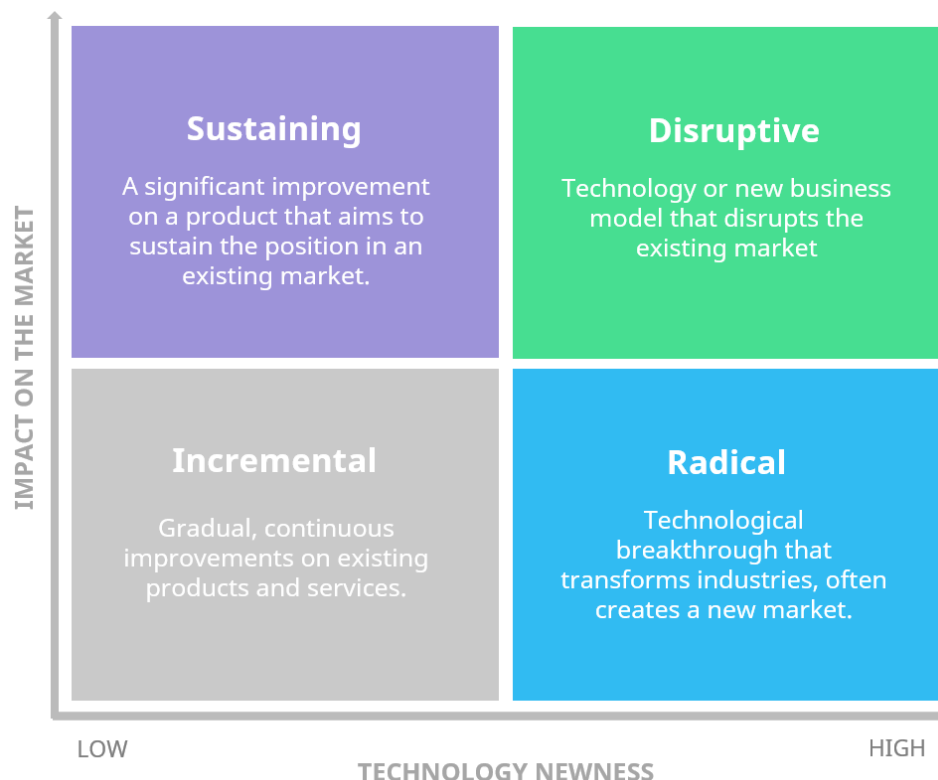 IMPACT ON THE MARKET
Sustaining
A significant improvement
on a product that aims to
sustain the position in an
existing market.
Disruptive
Technology or new business
model that disrupts the
existing market
Incremental
Gradual, continuous
improvements on existing
products and services.
Radical
Technological
breakthrough that
transforms industries, often
creates a new market.
LOW
HIGH
TECHNOLOGY NEWNESS